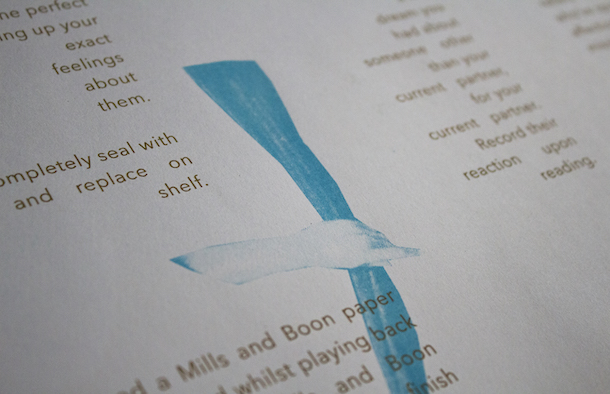 ne perfect
ng up your
exact
feelings
about
them.
ompletely seal with
and replace on
shelf.
dream you
had about
someone other
than your
current partner,
for your
current partner.
Record their
reaction upon
reading.
d a Mills and Boon paper
d whilst playing back
and Boon
finish